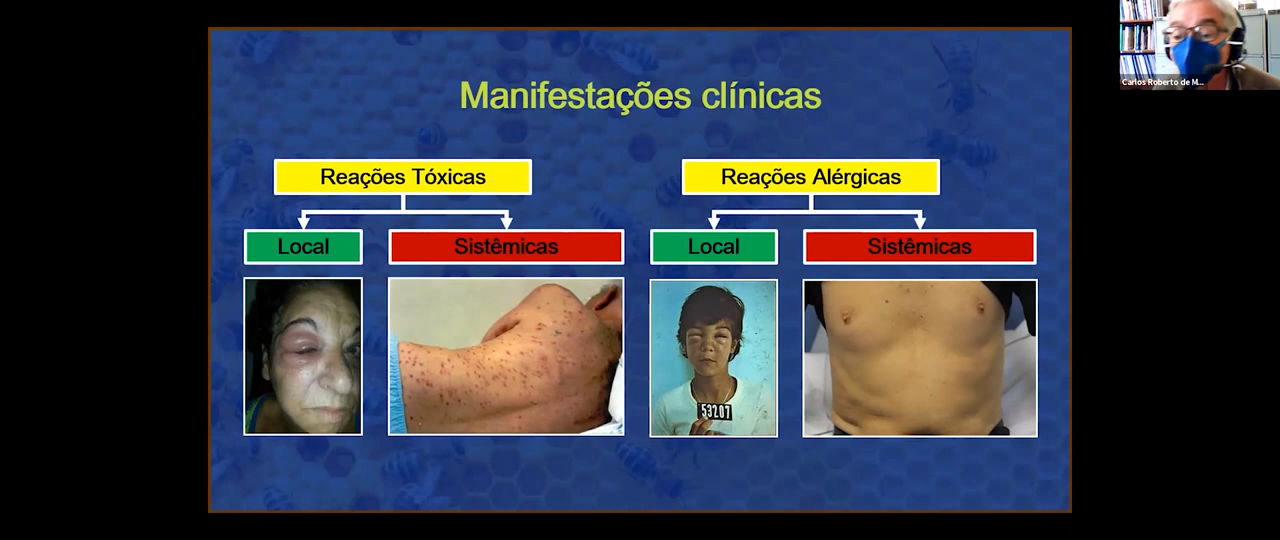 Manifestações clínicas
Reações Tóxicas
Reações Alérgicas
Local
Sistêmicas
Local
Sistêmicas
53207
Carlos Roberto de M...